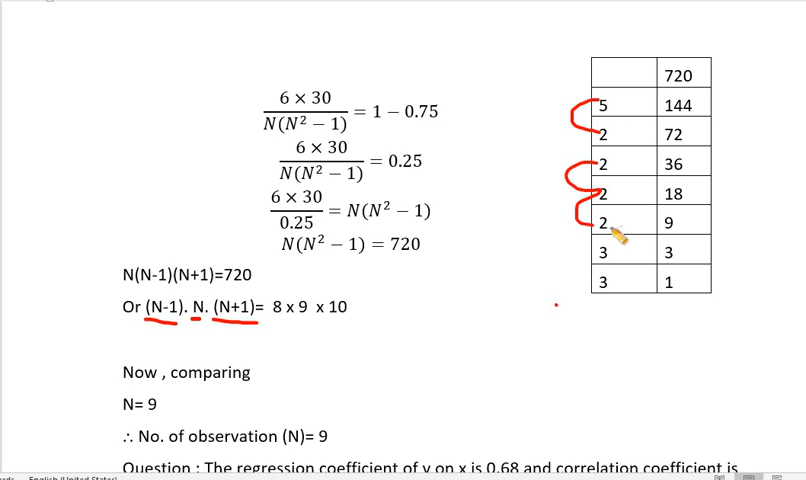 6 × 30 / N(N² − 1) = 1 − 0.75
6 × 30 / N(N² − 1) = 0.25
6 × 30 / 0.25 = N(N² − 1)
N(N² − 1) = 720
N(N-1)(N+1)=720
Or (N-1). N. (N+1)= 8 x 9 x 10
Now , comparing
N= 9
∴ No. of observation (N)= 9
Question : The regression coefficient of y on x is 0.68 and correlation coefficient is
720
5 144
2 72
2 36
2 18
2 9
3 3
3 1
English (United States)